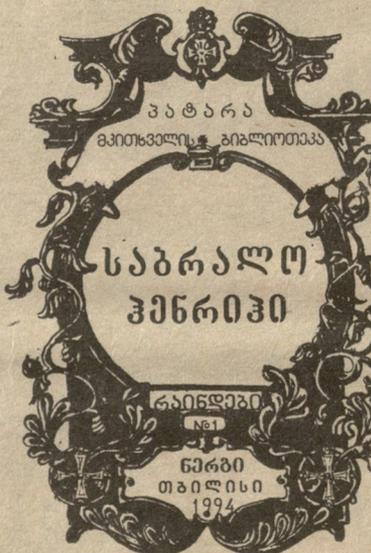 პატარა
მკითხველის ბიბლიოთეკა
საბრალო
ჰენრიჰი
რაინდები
№1
ნერგი
თბილისი
1994